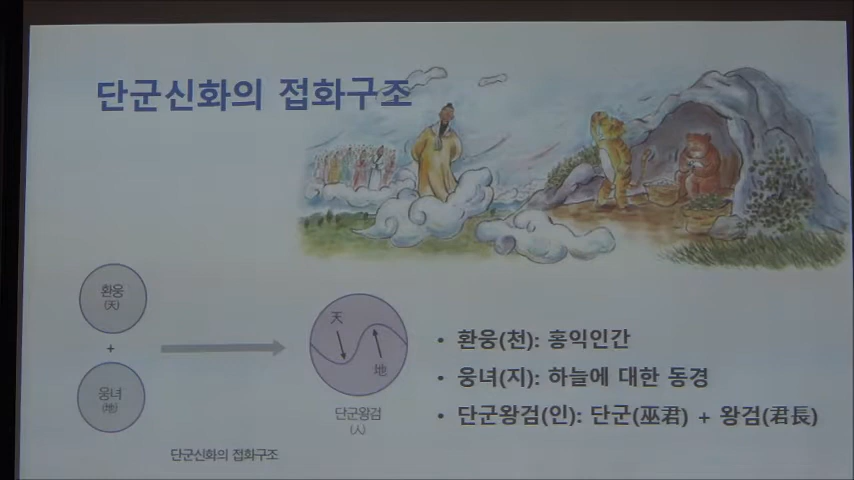 단군신화의 접화구조
환웅
(天)
+
웅녀
(地)
天
地
단군왕검
(人)
단군신화의 접화구조
• 환웅(천): 홍익인간
• 웅녀(지): 하늘에 대한 동경
• 단군왕검(인): 단군(巫君) + 왕검(君長)